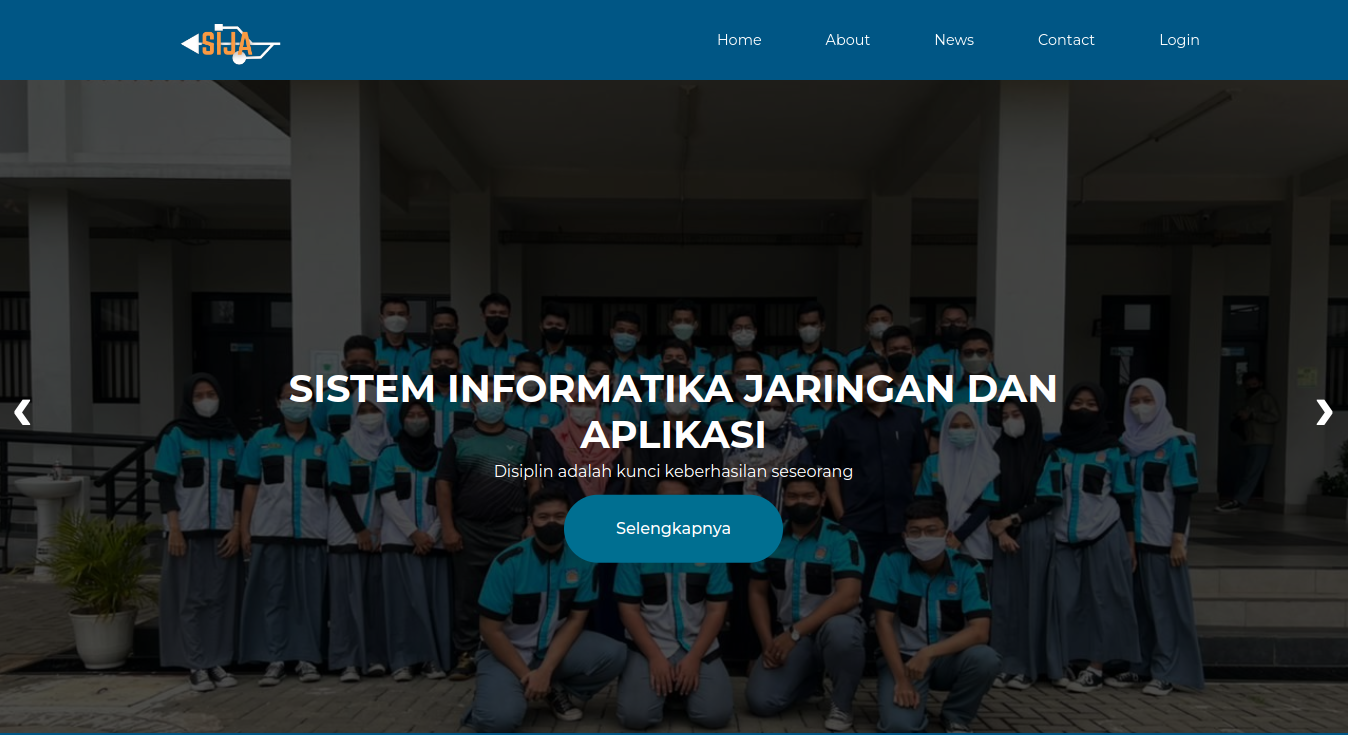 SIJA
Home
About
News
Contact
Login
❮
❯
SISTEM INFORMATIKA JARINGAN DAN
APLIKASI
Disiplin adalah kunci keberhasilan seseorang
Selengkapnya